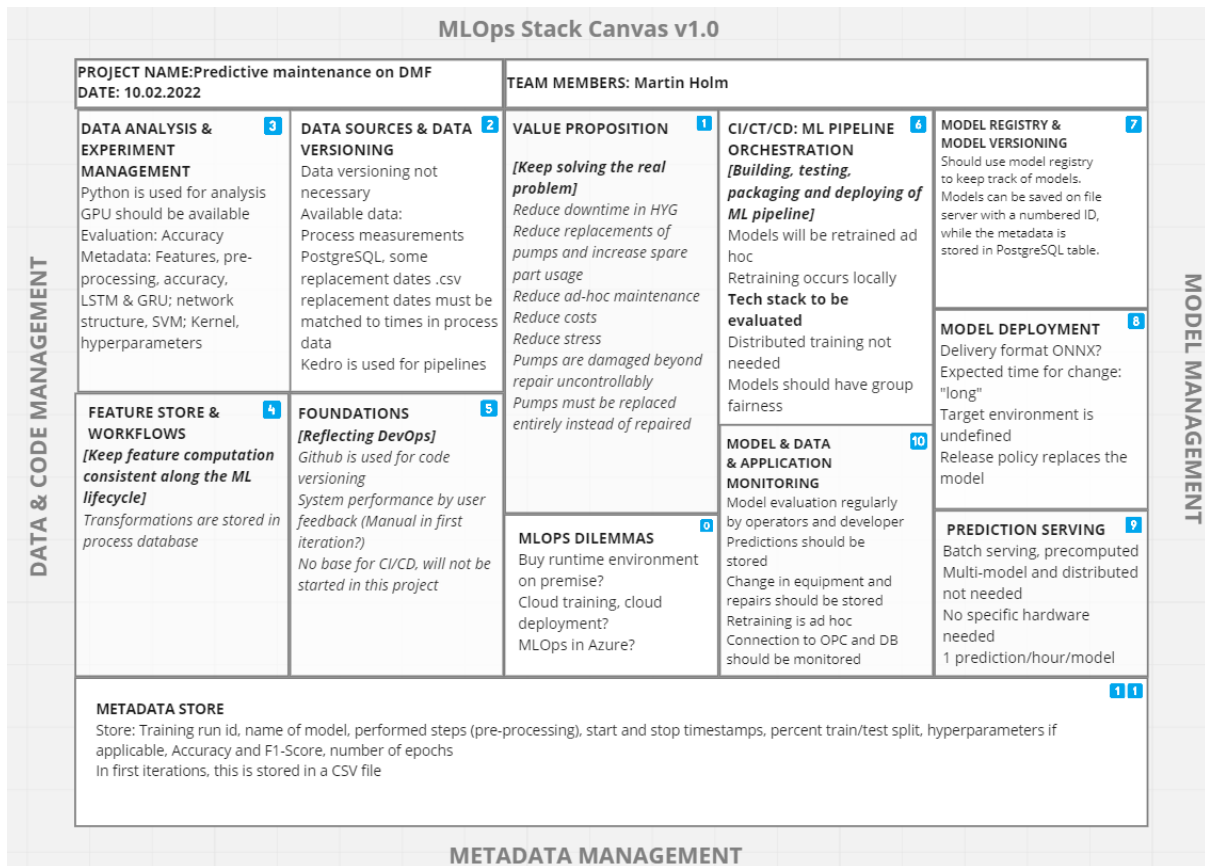 MLOps Stack Canvas v1.0
PROJECT NAME:Predictive maintenance on DMF
DATE: 10.02.2022
TEAM MEMBERS: Martin Holm
DATA & CODE MANAGEMENT
DATA ANALYSIS &
EXPERIMENT
MANAGEMENT
3
Python is used for analysis
GPU should be available
Evaluation: Accuracy
Metadata: Features, pre-
processing, accuracy,
LSTM & GRU; network
structure, SVM; Kernel,
hyperparameters
DATA SOURCES & DATA
VERSIONING
2
Data versioning not
necessary
Available data:
Process measurements
PostgreSQL, some
replacement dates .csv
replacement dates must be
matched to times in process
data
Kedro is used for pipelines
VALUE PROPOSITION
1
[Keep solving the real
problem]
Reduce downtime in HYG
Reduce replacements of
pumps and increase spare
part usage
Reduce ad-hoc maintenance
Reduce costs
Reduce stress
Pumps are damaged beyond
repair uncontrollably
Pumps must be replaced
entirely instead of repaired
CI/CT/CD: ML PIPELINE
ORCHESTRATION
6
[Building, testing,
packaging and deploying of
ML pipeline]
Models will be retrained ad
hoc
Retraining occurs locally
Tech stack to be
evaluated
Distributed training not
needed
Models should have group
fairness
MODEL REGISTRY &
MODEL VERSIONING
7
Should use model registry
to keep track of models.
Models can be saved on file
server with a numbered ID,
while the metadata is
stored in PostgreSQL table.
MODEL MANAGEMENT
FEATURE STORE &
WORKFLOWS
4
[Keep feature computation
consistent along the ML
lifecycle]
Transformations are stored in
process database
FOUNDATIONS
5
[Reflecting DevOps]
Github is used for code
versioning
System performance by user
feedback (Manual in first
iteration?)
No base for CI/CD, will not be
started in this project
MLOPS DILEMMAS
0
Buy runtime environment
on premise?
Cloud training, cloud
deployment?
MLOps in Azure?
MODEL & DATA
& APPLICATION
MONITORING
10
Model evaluation regularly
by operators and developer
Predictions should be
stored
Change in equipment and
repairs should be stored
Retraining is ad hoc
Connection to OPC and DB
should be monitored
MODEL DEPLOYMENT
8
Delivery format ONNX?
Expected time for change:
"long"
Target environment is
undefined
Release policy replaces the
model
PREDICTION SERVING
9
Batch serving, precomputed
Multi-model and distributed
not needed
No specific hardware
needed
1 prediction/hour/model
METADATA STORE
1 1
Store: Training run id, name of model, performed steps (pre-processing), start and stop timestamps, percent train/test split, hyperparameters if
applicable, Accuracy and F1-Score, number of epochs
In first iterations, this is stored in a CSV file
METADATA MANAGEMENT